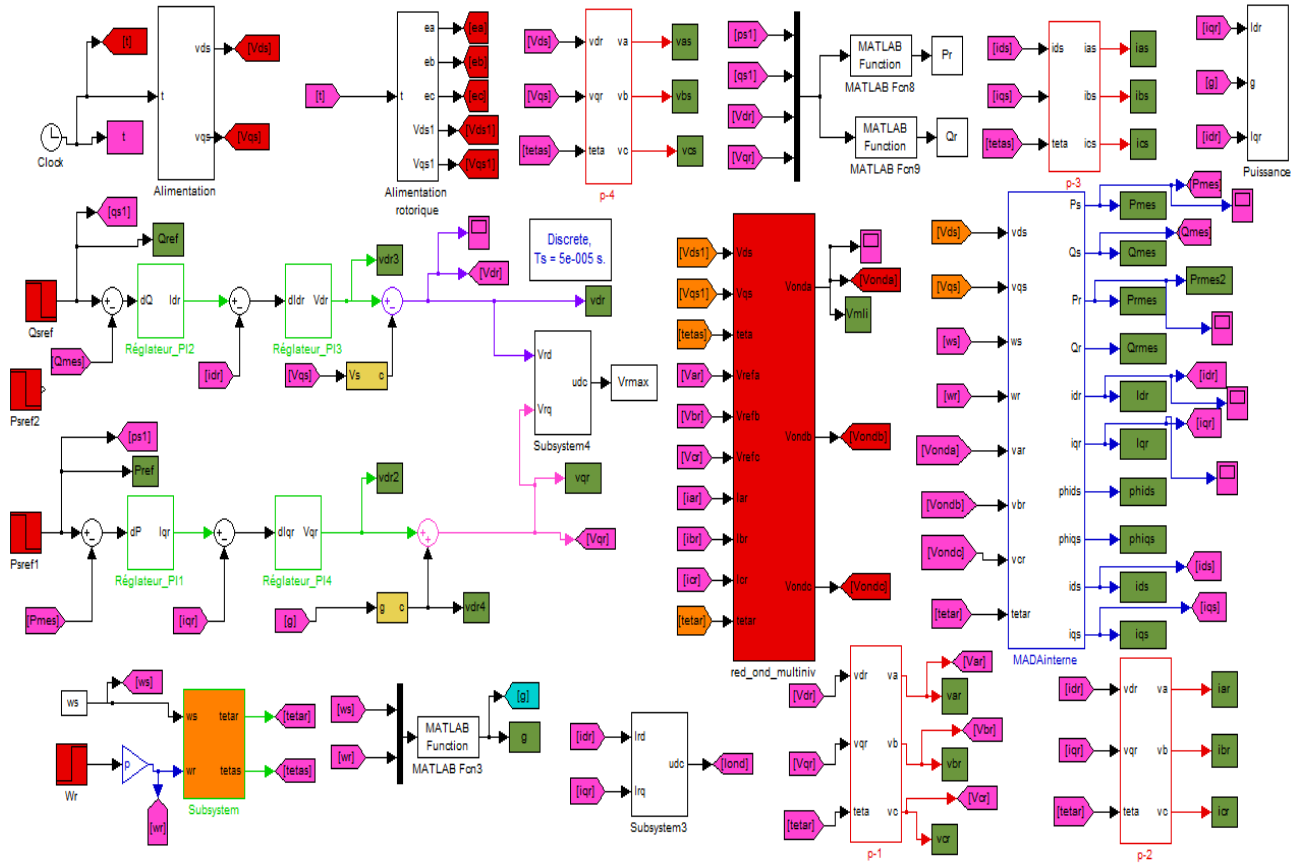 [t]
vds
[Vds]
t
vqs
[Vqs]
t
Clock
Alimentation
[t]
t
ea
[ea]
eb
[eb]
ec
[ec]
Vds1
[Vds1]
Vqs1
[Vqs1]
Alimentation
rotorique
[Vds]
vdr
va
vas
[Vqs]
vqr
vb
vbs
[tetas]
teta
vc
vcs
p-4
[ps1]
[qs1]
[Vdr]
[Vqr]
MATLAB
Function
Pr
MATLAB Fcn8
MATLAB
Function
Qr
MATLAB Fcn9
[ids]
ids
ias
ias
[iqs]
iqs
ibs
ibs
[tetas]
teta
ics
ics
p-3
[iqr]
Idr
[g]
g
[idr]
Iqr
Puissance
[qs1]
Qref
Qsref
dQ
Idr
Réglateur_PI2
[Qmes]
[idr]
dIdr
Vdr
Réglateur_PI3
vdr3
[Vdr]
[Vqs]
Vs
c
Discrete,
Ts = 5e-005 s.
vdr
Vrd
Vrq
udc
Subsystem4
Vrmax
Psref2
[ps1]
Pref
Psref1
dP
Iqr
Réglateur_PI1
[Pmes]
[iqr]
dIqr
Vqr
Réglateur_PI4
vdr2
[g]
g
c
vdr4
vqr
[Vqr]
[Vds1]
Vds
[Vqs1]
Vqs
[tetas]
teta
[Var]
Vrefa
[Vbr]
Vrefb
[Vcr]
Vrefc
[iar]
Iar
[ibr]
Ibr
[icr]
Icr
[tetar]
tetar
Vonda
[Vonda]
Vmli
Vondb
[Vondb]
Vondc
[Vondc]
red_ond_multiniv
[Vds]
vds
[Vqs]
vqs
[ws]
ws
[wr]
wr
[Vonda]
var
[Vondb]
vbr
[Vondc]
vcr
[tetar]
tetar
Ps
[Pmes]
Pmes
Qs
[Qmes]
Qmes
Pr
Prmes2
Prmes
Qr
Qrmes
idr
[idr]
Idr
iqr
[iqr]
Iqr
phids
phids
phiqs
phiqs
ids
[ids]
ids
iqs
[iqs]
iqs
MADAinterne
ws
[ws]
ws
tetar
[tetar]
Wr
p
wr
tetas
[tetas]
[wr]
Subsystem
[ws]
[wr]
MATLAB
Function
MATLAB Fcn3
[g]
g
[idr]
Ird
[iqr]
Irq
udc
[Iond]
Subsystem3
[Vdr]
vdr
va
[Var]
var
[Vqr]
vqr
vb
[Vbr]
vbr
[tetar]
teta
vc
[Vcr]
vcr
p-1
[idr]
vdr
va
iar
[iqr]
vqr
vb
ibr
[tetar]
teta
vc
icr
p-2